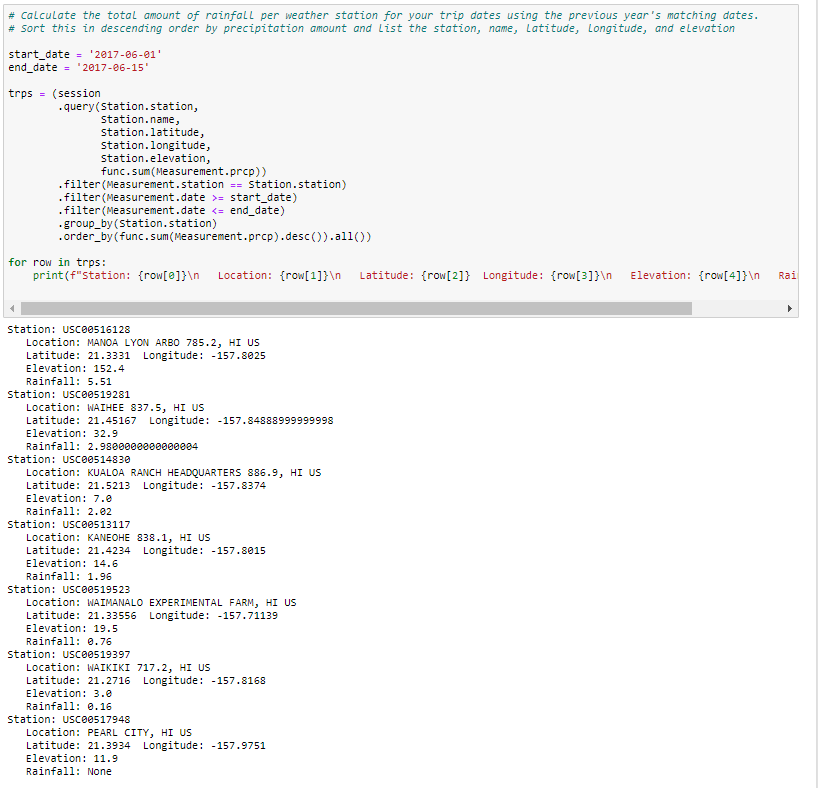 # Calculate the total amount of rainfall per weather station for your trip dates using the previous year's matching dates.
# Sort this in descending order by precipitation amount and list the station, name, latitude, longitude, and elevation
start_date = '2017-06-01'
end_date = '2017-06-15'
trps = (session
.query(Station.station,
Station.name,
Station.latitude,
Station.longitude,
Station.elevation,
func.sum(Measurement.prcp))
.filter(Measurement.station == Station.station)
.filter(Measurement.date >= start_date)
.filter(Measurement.date <= end_date)
.group_by(Station.station)
.order_by(func.sum(Measurement.prcp).desc()).all())
for row in trps:
print(f"Station: {row[0]}\n   Location: {row[1]}\n   Latitude: {row[2]}  Longitude: {row[3]}\n   Elevation: {row[4]}\n   Rai
Station: USC00516128
Location: MANOA LYON ARBO 785.2, HI US
Latitude: 21.3331  Longitude: -157.8025
Elevation: 152.4
Rainfall: 5.51
Station: USC00519281
Location: WAIHEE 837.5, HI US
Latitude: 21.45167  Longitude: -157.84888999999998
Elevation: 32.9
Rainfall: 2.9800000000000004
Station: USC00514830
Location: KUALOA RANCH HEADQUARTERS 886.9, HI US
Latitude: 21.5213  Longitude: -157.8374
Elevation: 7.0
Rainfall: 2.02
Station: USC00513117
Location: KANEOHE 838.1, HI US
Latitude: 21.4234  Longitude: -157.8015
Elevation: 14.6
Rainfall: 1.96
Station: USC00519523
Location: WAIMANALO EXPERIMENTAL FARM, HI US
Latitude: 21.33556  Longitude: -157.71139
Elevation: 19.5
Rainfall: 0.76
Station: USC00519397
Location: WAIKIKI 717.2, HI US
Latitude: 21.2716  Longitude: -157.8168
Elevation: 3.0
Rainfall: 0.16
Station: USC00517948
Location: PEARL CITY, HI US
Latitude: 21.3934  Longitude: -157.9751
Elevation: 11.9
Rainfall: None